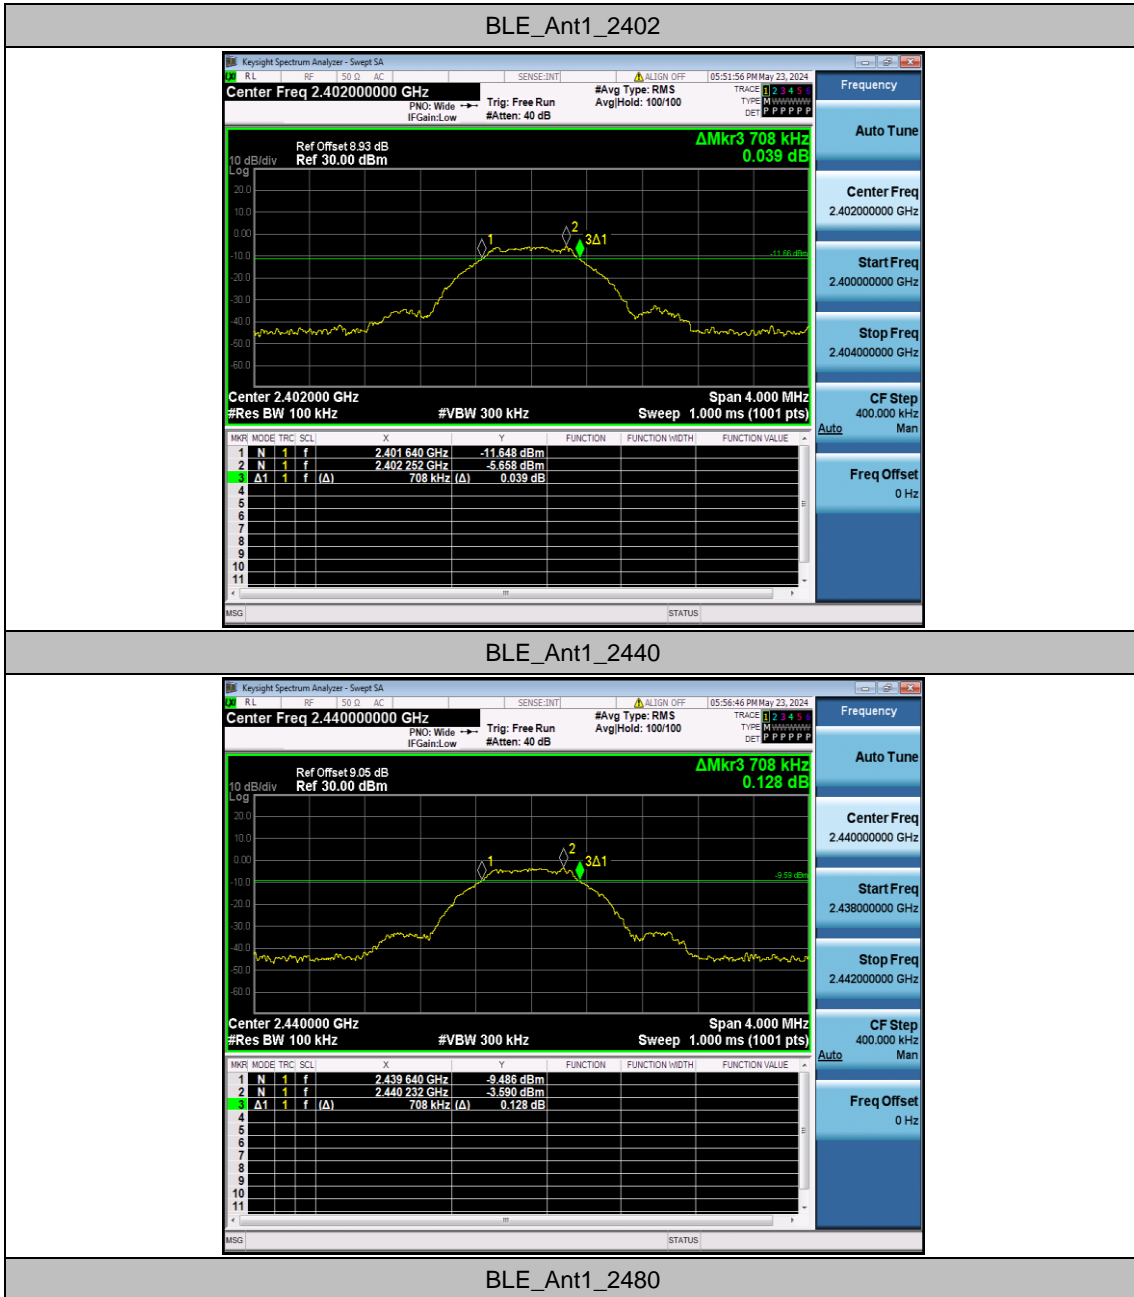 BLE_Ant1_2402
Keysight Spectrum Analyzer - Swept SA
RL RF 50 Ω AC SENSE:INT ALIGN OFF 05:51:56 PM May 23, 2024
Center Freq 2.402000000 GHz
PNO: Wide
IFGain:Low
Trig: Free Run
#Atten: 40 dB
#Avg Type: RMS
Avg|Hold: 100/100
TRACE 1 2 3 4 5 6
TYPE M W W W W W
DET P P P P P P
Frequency
Auto Tune
Center Freq
2.402000000 GHz
Start Freq
2.400000000 GHz
Stop Freq
2.404000000 GHz
CF Step
400.000 kHz
Auto Man
Freq Offset
0 Hz
ΔMkr3 708 kHz
0.039 dB
Ref Offset 8.93 dB
10 dB/div Ref 30.00 dBm
Log
20.0
10.0
0.00
-10.0
-20.0
-30.0
-40.0
-50.0
-60.0
1
2
3Δ1
-11.66 dBm
Center 2.402000 GHz Span 4.000 MHz
#Res BW 100 kHz #VBW 300 kHz Sweep 1.000 ms (1001 pts)
MKR MODE TRC SCL X Y FUNCTION FUNCTION WIDTH FUNCTION VALUE
1 N 1 f 2.401 640 GHz -11.648 dBm
2 N 1 f 2.402 252 GHz -5.658 dBm
3 Δ1 1 f (Δ) 708 kHz (Δ) 0.039 dB
4
5
6
7
8
9
10
11
MSG STATUS
BLE_Ant1_2440
Keysight Spectrum Analyzer - Swept SA
RL RF 50 Ω AC SENSE:INT ALIGN OFF 05:56:46 PM May 23, 2024
Center Freq 2.440000000 GHz
PNO: Wide
IFGain:Low
Trig: Free Run
#Atten: 40 dB
#Avg Type: RMS
Avg|Hold: 100/100
TRACE 1 2 3 4 5 6
TYPE M W W W W W
DET P P P P P P
Frequency
Auto Tune
Center Freq
2.440000000 GHz
Start Freq
2.438000000 GHz
Stop Freq
2.442000000 GHz
CF Step
400.000 kHz
Auto Man
Freq Offset
0 Hz
ΔMkr3 708 kHz
0.128 dB
Ref Offset 9.05 dB
10 dB/div Ref 30.00 dBm
Log
20.0
10.0
0.00
-10.0
-20.0
-30.0
-40.0
-50.0
-60.0
1
2
3Δ1
-9.59 dBm
Center 2.440000 GHz Span 4.000 MHz
#Res BW 100 kHz #VBW 300 kHz Sweep 1.000 ms (1001 pts)
MKR MODE TRC SCL X Y FUNCTION FUNCTION WIDTH FUNCTION VALUE
1 N 1 f 2.439 640 GHz -9.486 dBm
2 N 1 f 2.440 232 GHz -3.590 dBm
3 Δ1 1 f (Δ) 708 kHz (Δ) 0.128 dB
4
5
6
7
8
9
10
11
MSG STATUS
BLE_Ant1_2480